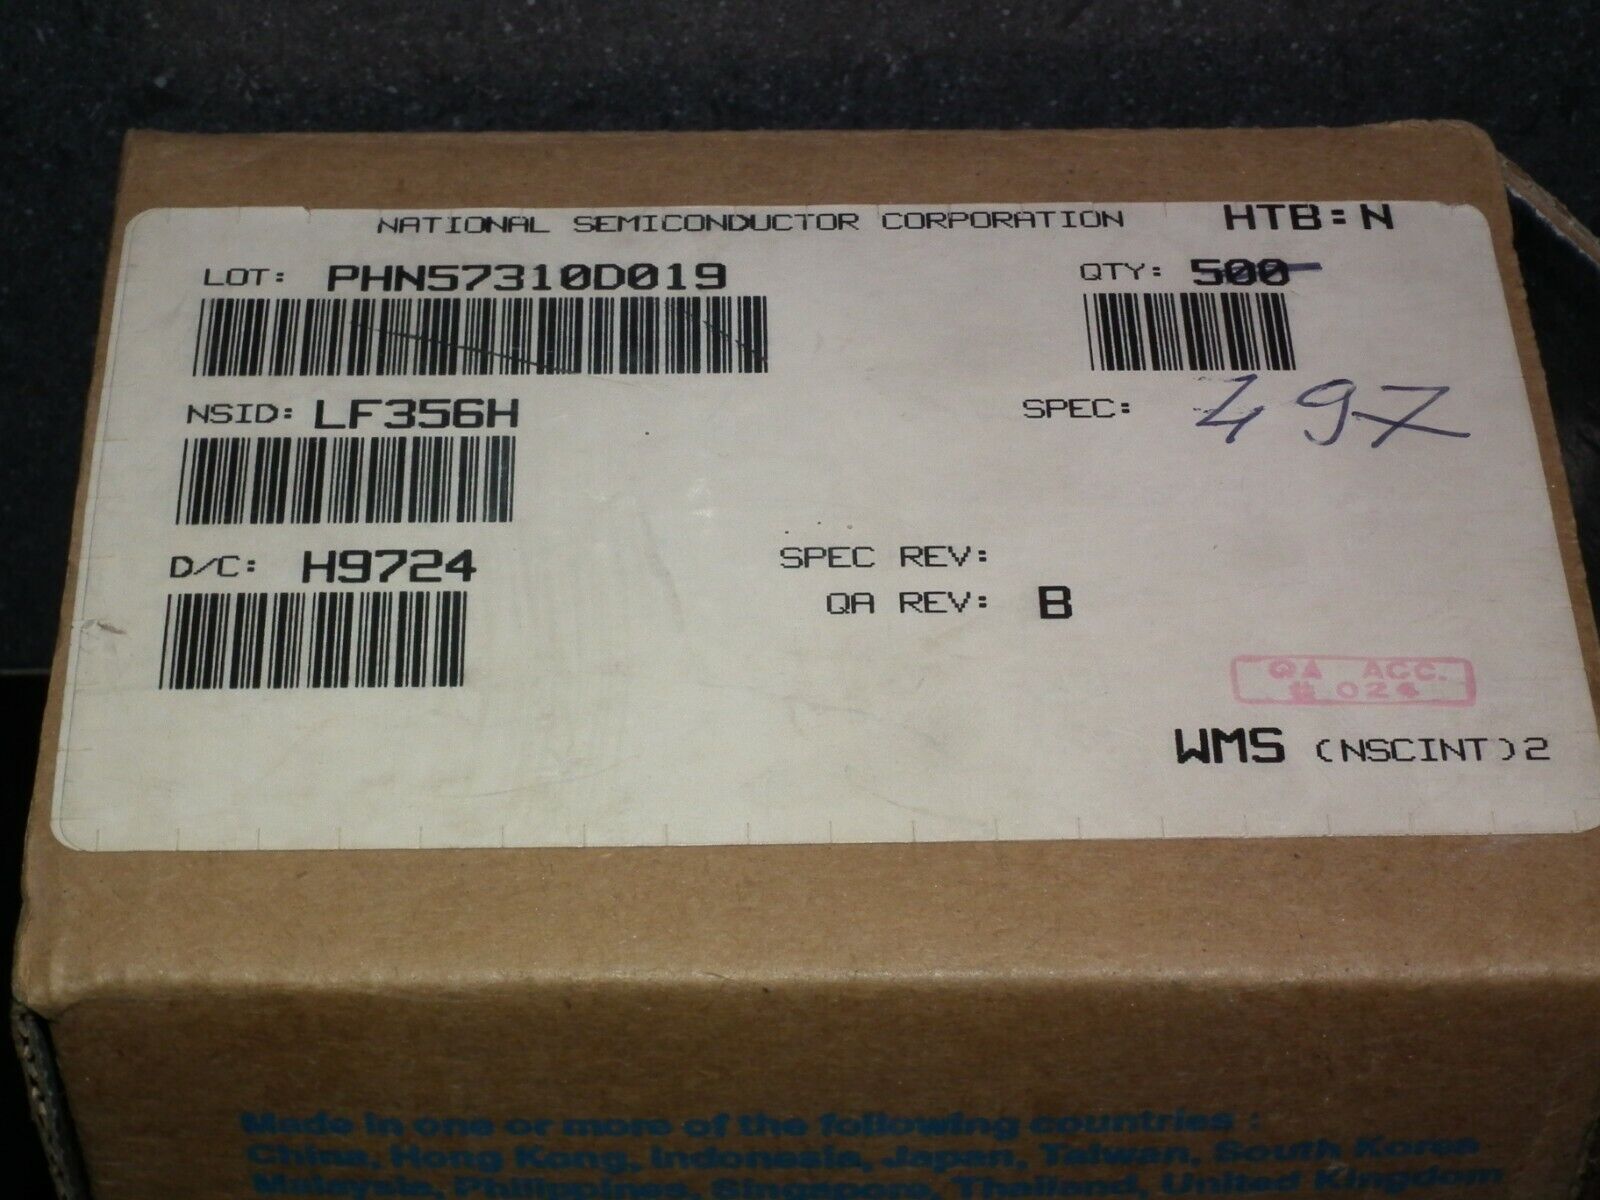 NATIONAL SEMICONDUCTOR CORPORATION HTB:N
LOT: PHN57310D019 QTY: 500
NSID: LF356H SPEC: 497
D/C: H9724 SPEC REV:
QA REV: B
QA ACC.
# 024
WMS (NSCINT)2
Made in one or more of the following countries :
China, Hong Kong, Indonesia, Japan, Taiwan, South Korea
Malaysia, Philippines, Singapore, Thailand, United Kingdom